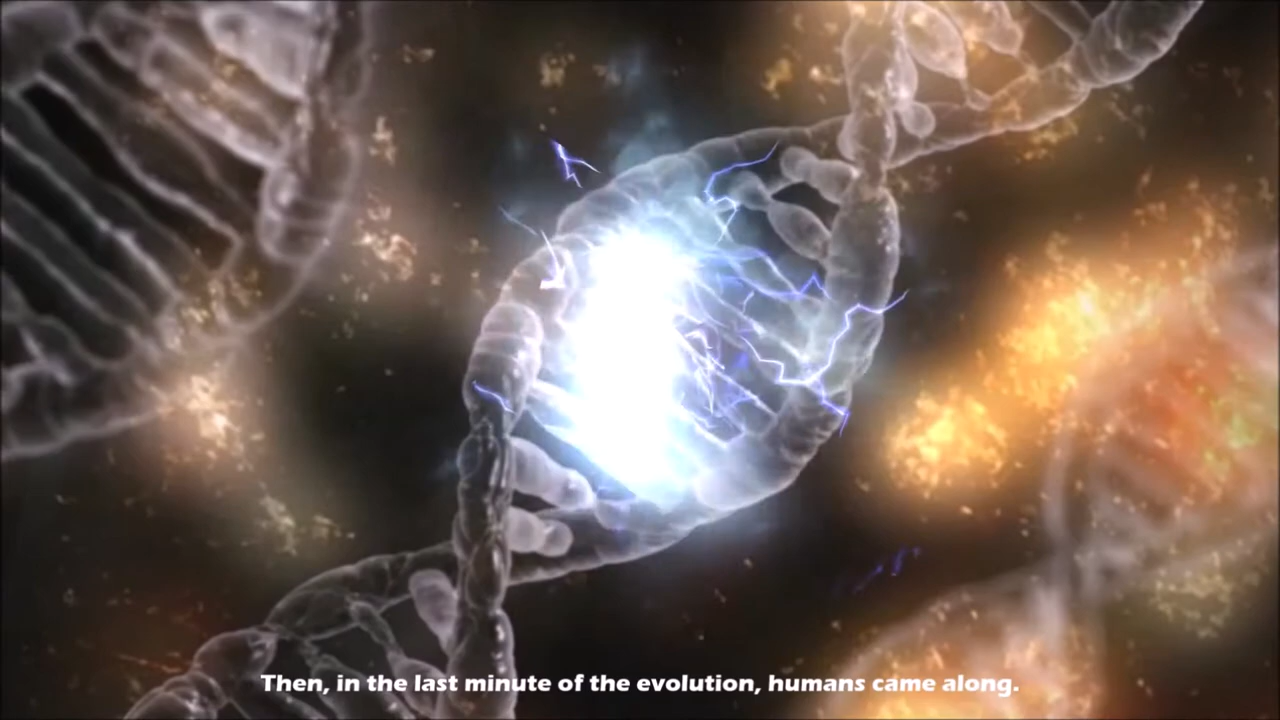 Then, in the last minute of the evolution, humans came along.